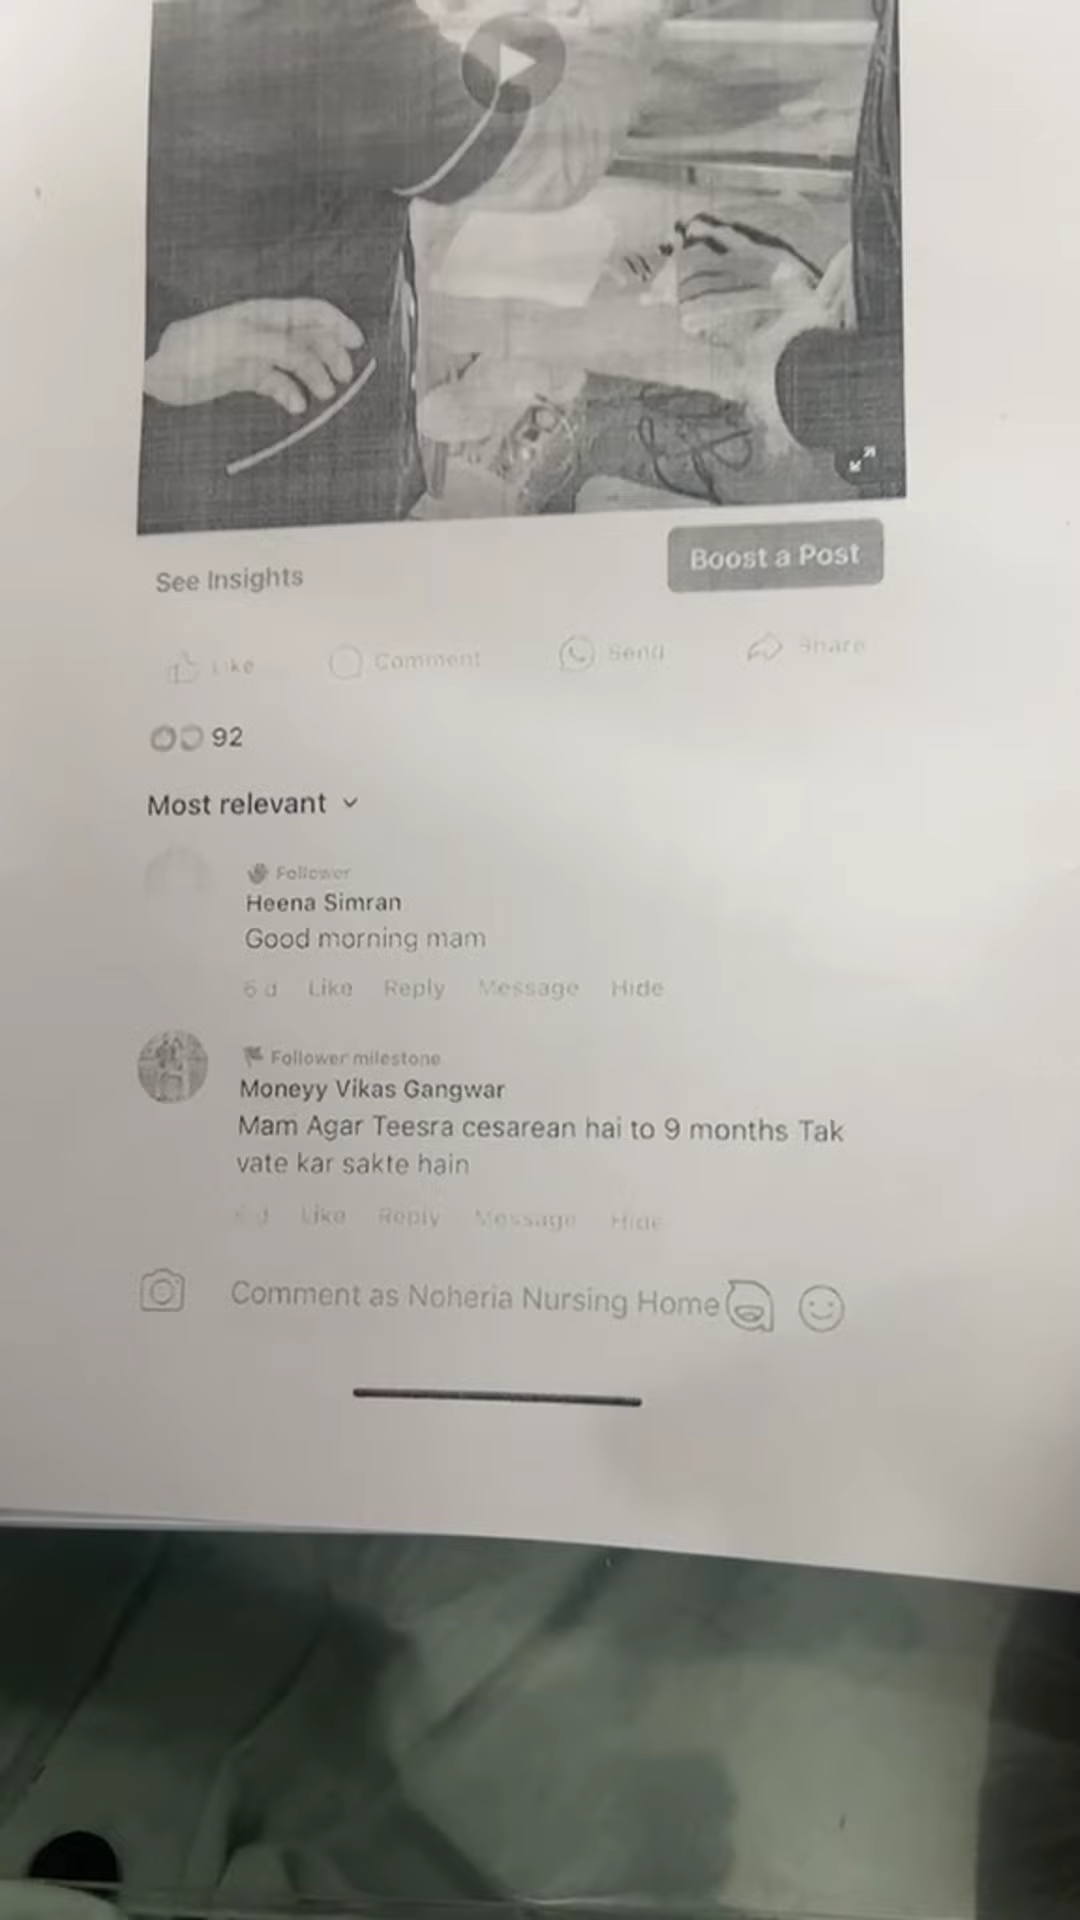 See Insights
Boost a Post
Like Comment Send Share
92
Most relevant
Follower
Heena Simran
Good morning mam
6 d Like Reply Message Hide
Follower milestone
Moneyy Vikas Gangwar
Mam Agar Teesra cesarean hai to 9 months Tak
vate kar sakte hain
d Like Reply Message Hide
Comment as Noheria Nursing Home